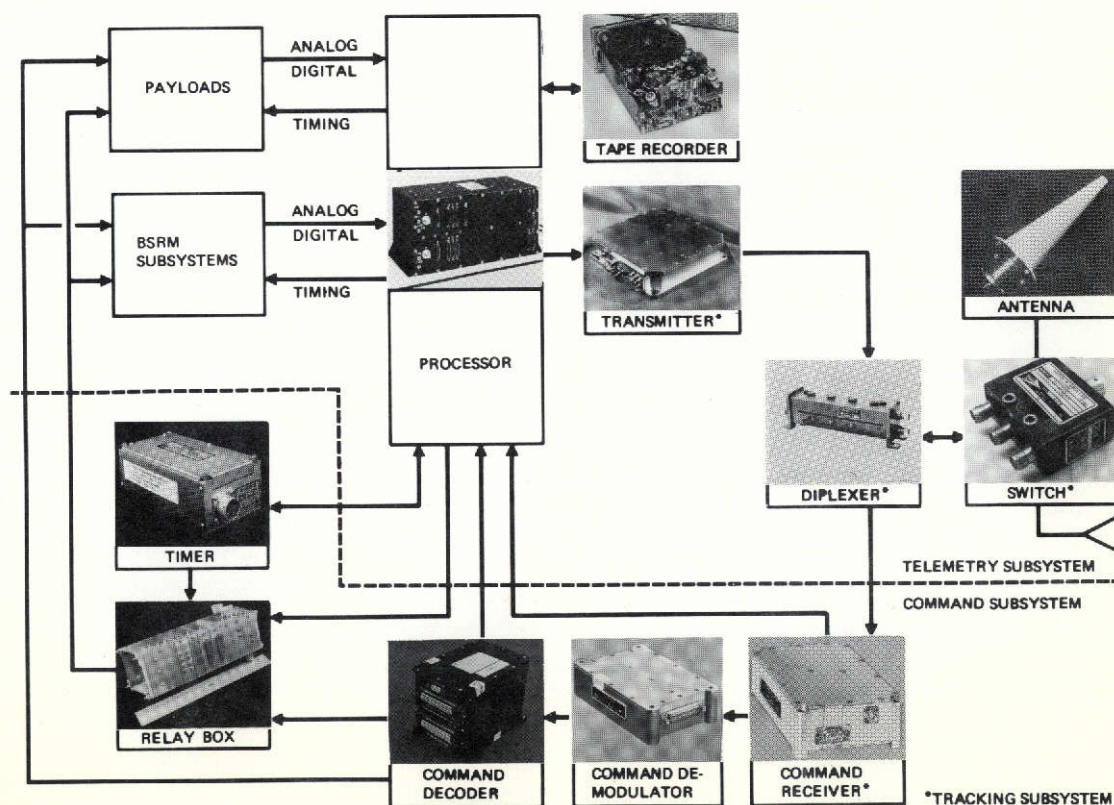 PAYLOADS
ANALOG
DIGITAL
TIMING
TAPE RECORDER
BSRM
SUBSYSTEMS
ANALOG
DIGITAL
TIMING
TRANSMITTER*
ANTENNA
PROCESSOR
DIPLEXER*
SWITCH*
TIMER
TELEMETRY SUBSYSTEM
COMMAND SUBSYSTEM
RELAY BOX
COMMAND
DECODER
COMMAND DE-
MODULATOR
COMMAND
RECEIVER*
*TRACKING SUBSYSTEM